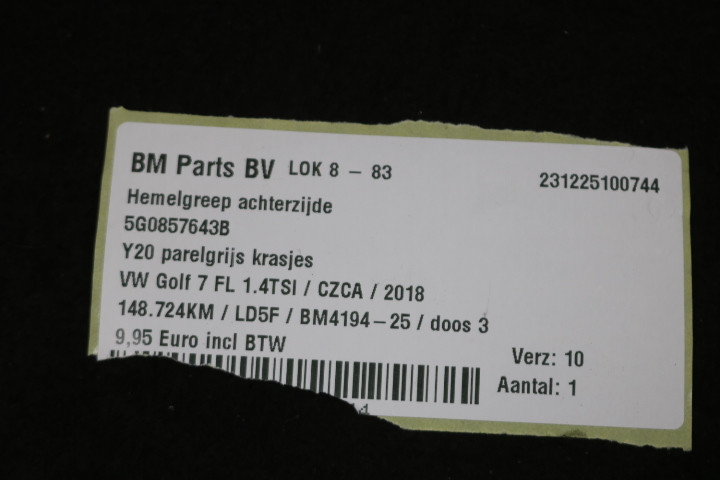 BM Parts BV LOK 8 - 83 231225100744
Hemelgreep achterzijde
5G0857643B
Y20 parelgrijs krasjes
VW Golf 7 FL 1.4TSI / CZCA / 2018
148.724KM / LD5F / BM4194-25 / doos 3
9,95 Euro incl BTW
Verz: 10
Aantal: 1